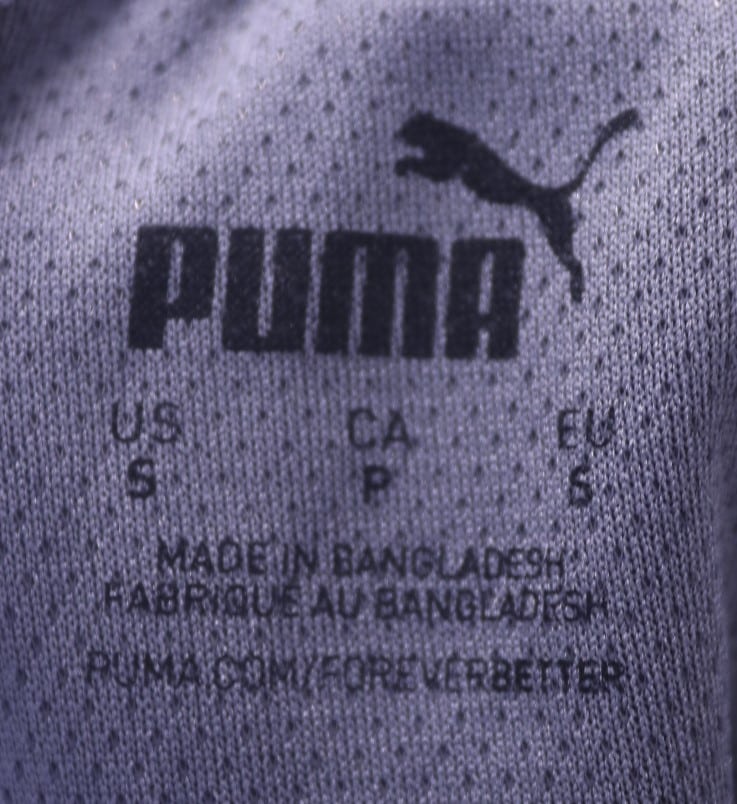 PUMA
US CA EU
S P S
MADE IN BANGLADESH
FABRIQUÉ AU BANGLADESH
PUMA.COM/FOREVERBETTER